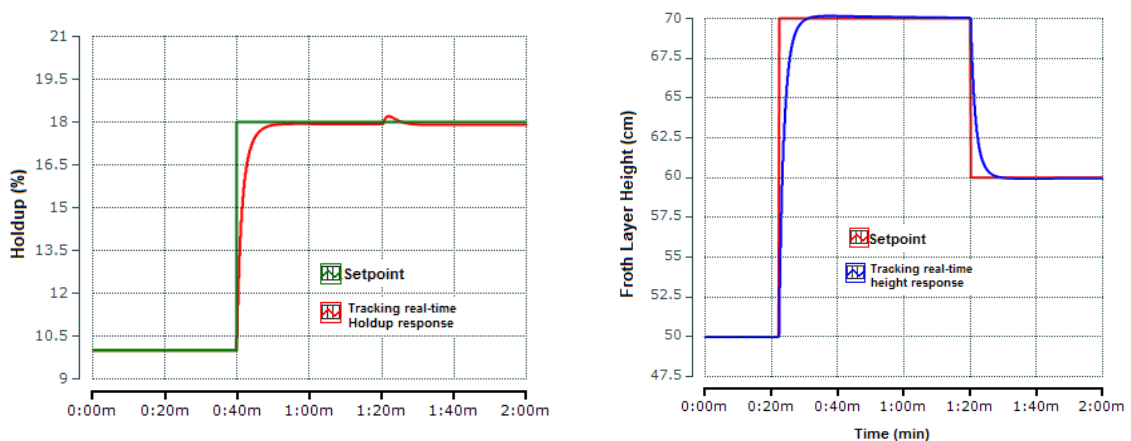 Holdup (%)
21
19.5
18
16.5
15
13.5
12
10.5
9
Setpoint
Tracking real-time
Holdup response
0:00m 0:20m 0:40m 1:00m 1:20m 1:40m 2:00m
Froth Layer Height (cm)
70
67.5
65
62.5
60
57.5
55
52.5
50
47.5
Setpoint
Tracking real-time
height response
0:00m 0:20m 0:40m 1:00m 1:20m 1:40m 2:00m
Time (min)